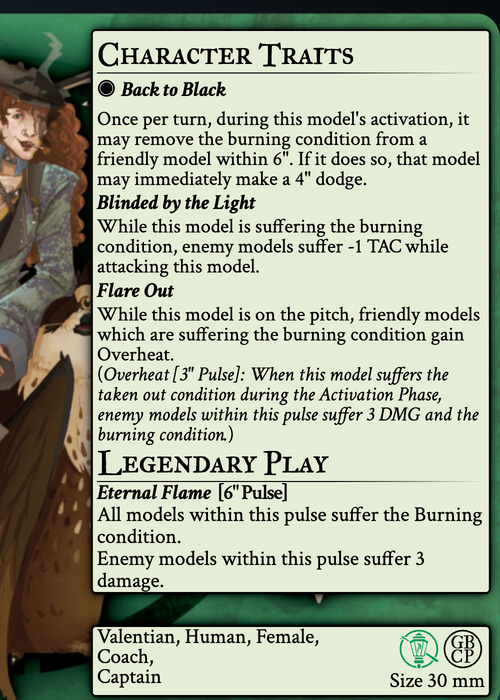 Character Traits
Back to Black
Once per turn, during this model's activation, it
may remove the burning condition from a
friendly model within 6". If it does so, that model
may immediately make a 4" dodge.
Blinded by the Light
While this model is suffering the burning
condition, enemy models suffer -1 TAC while
attacking this model.
Flare Out
While this model is on the pitch, friendly models
which are suffering the burning condition gain
Overheat.
(Overheat [3" Pulse]: When this model suffers the
taken out condition during the Activation Phase,
enemy models within this pulse suffer 3 DMG and the
burning condition.)
Legendary Play
Eternal Flame [6" Pulse]
All models within this pulse suffer the Burning
condition.
Enemy models within this pulse suffer 3
damage.
Valentian, Human, Female,
Coach,
Captain
GB
CP
Size 30 mm